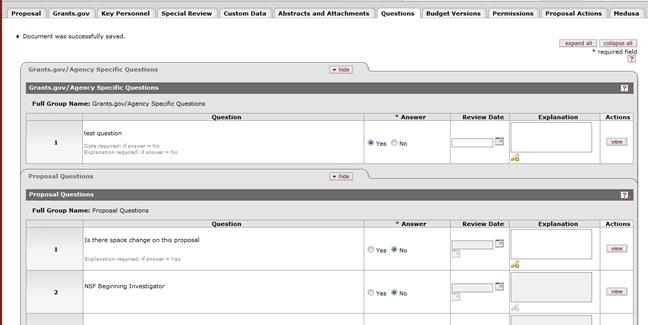 Proposal Grants.gov Key Personnel Special Review Custom Data Abstracts and Attachments Questions Budget Versions Permissions Proposal Actions Medusa
Document was successfully saved.
expand all collapse all
* required field
?
Grants.gov/Agency Specific Questions hide
Grants.gov/Agency Specific Questions ?
Full Group Name: Grants.gov/Agency Specific Questions
Question * Answer Review Date Explanation Actions
1 test question Yes No view
Date required: if answer = No
Explanation required: if answer = No
Proposal Questions hide
Proposal Questions ?
Full Group Name: Proposal Questions
Question * Answer Review Date Explanation Actions
1 Is there space change on this proposal Yes No view
Explanation required: if answer = Yes
2 NSF Beginning Investigator Yes No view